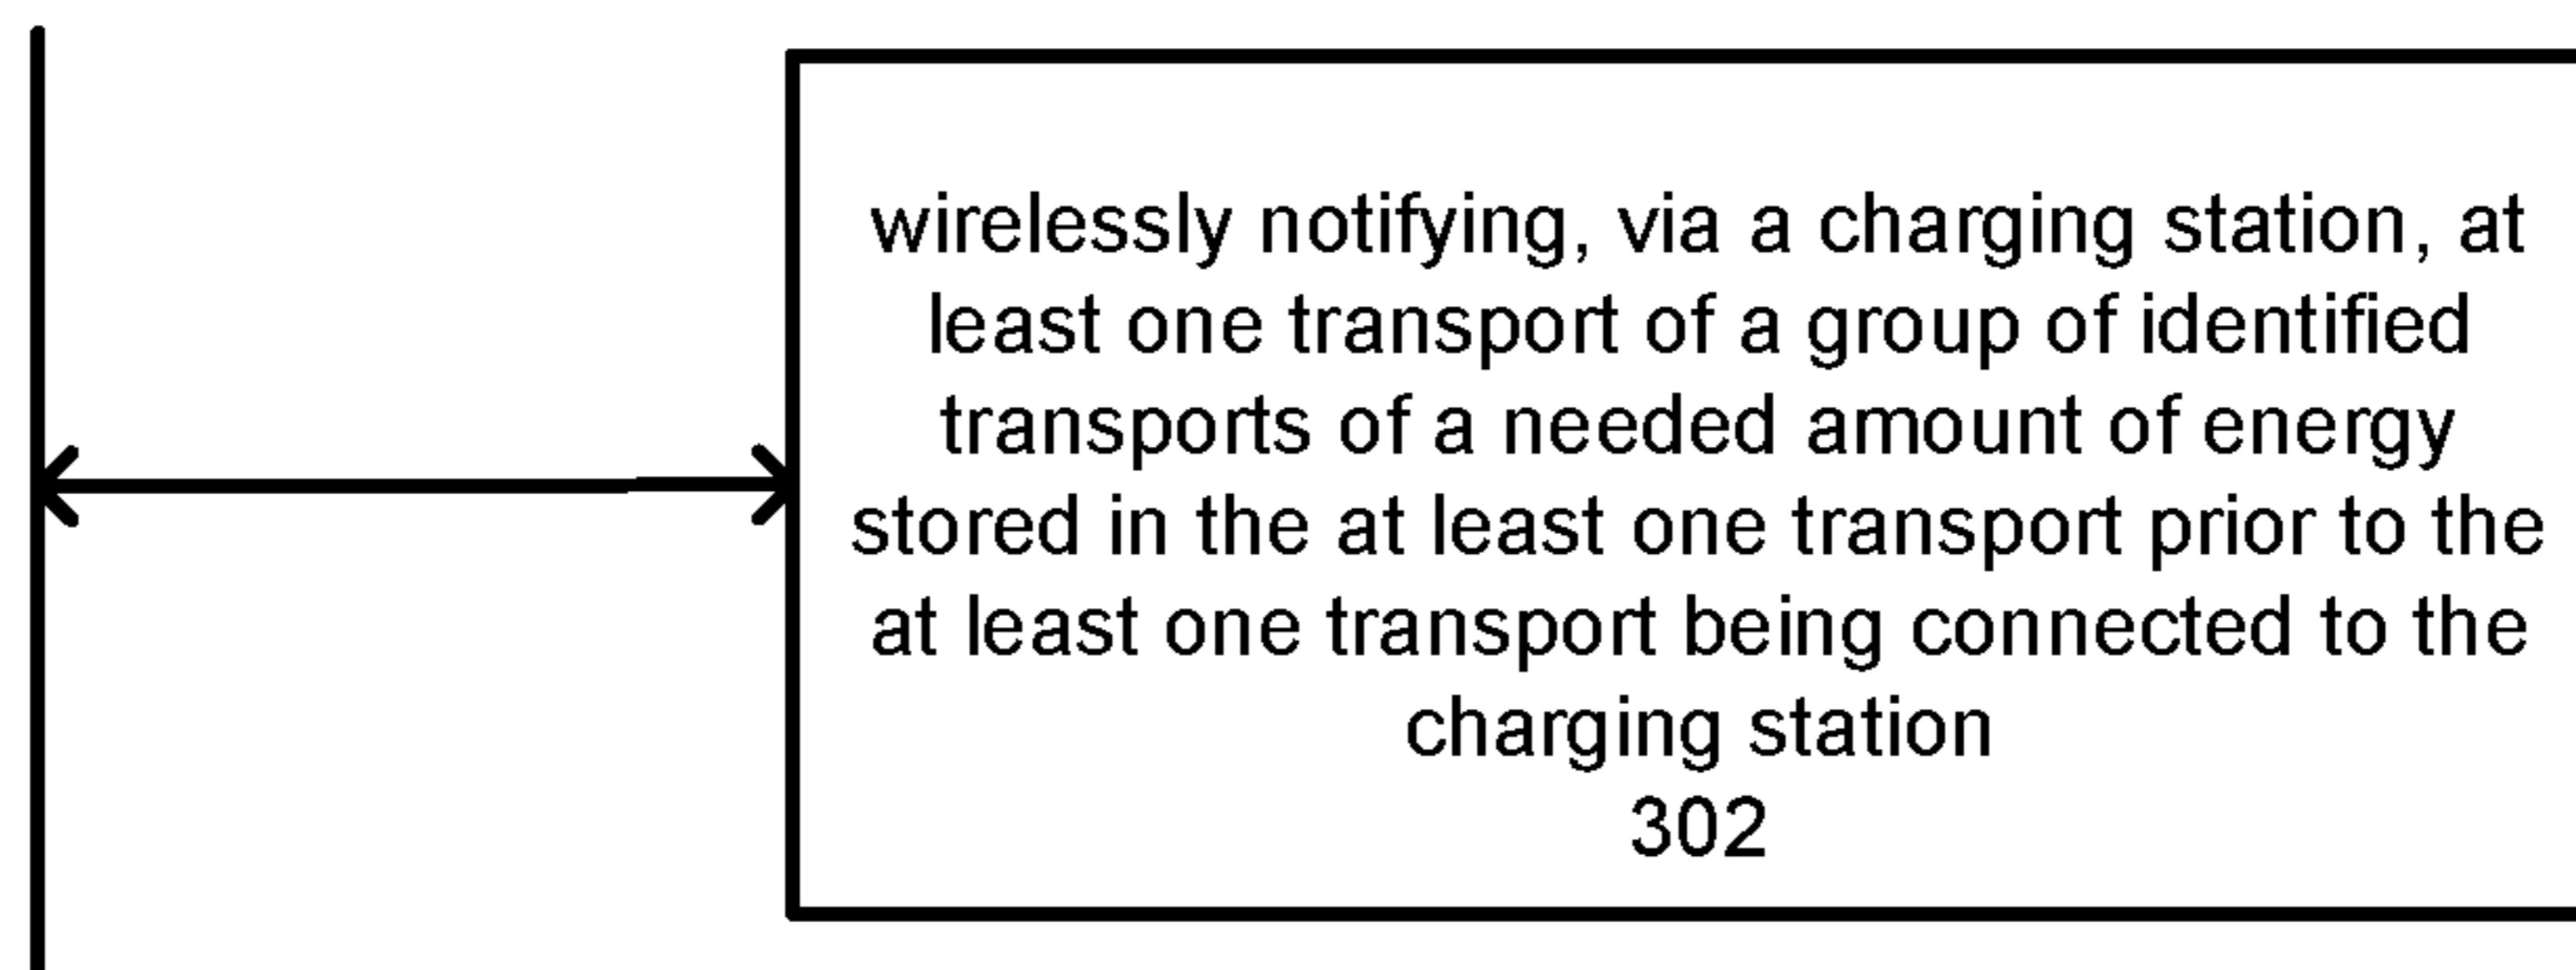 wirelessly notifying, via a charging station, at
least one transport of a group of identified
transports of a needed amount of energy
stored in the at least one transport prior to the
at least one transport being connected to the
charging station
302